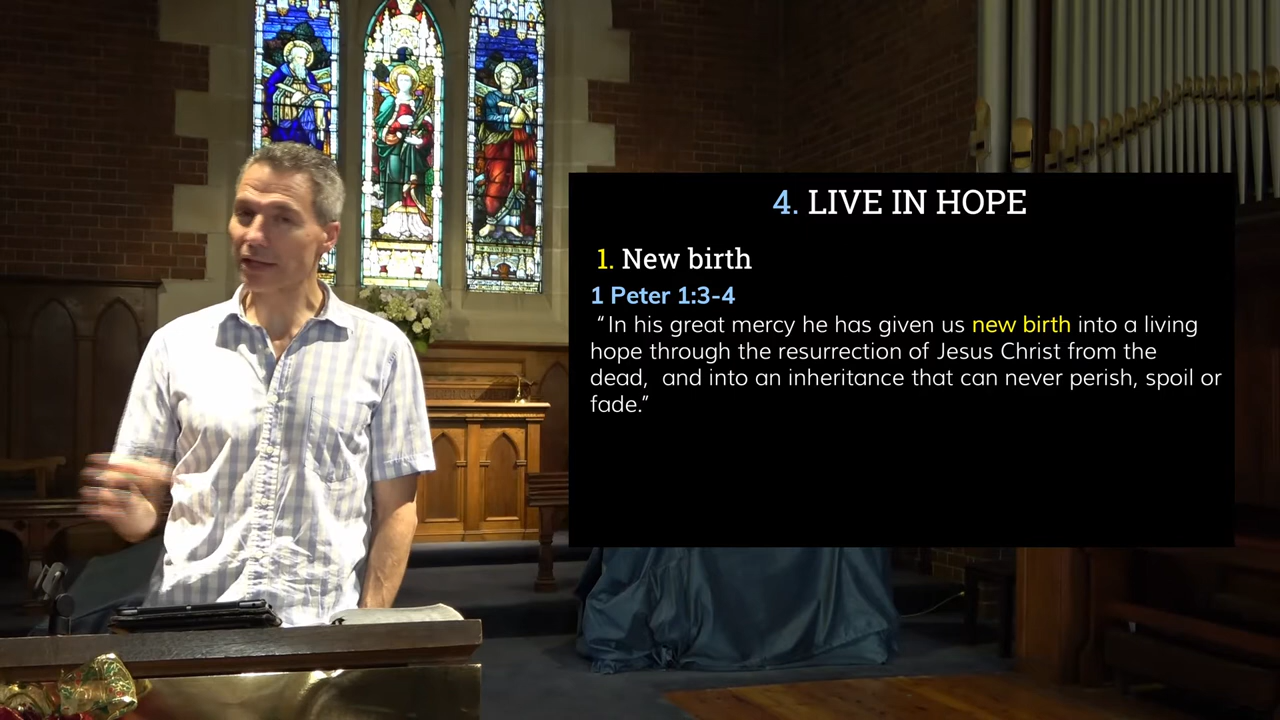 4. LIVE IN HOPE
1. New birth
1 Peter 1:3-4
“In his great mercy he has given us new birth into a living
hope through the resurrection of Jesus Christ from the
dead,  and into an inheritance that can never perish, spoil or
fade.”